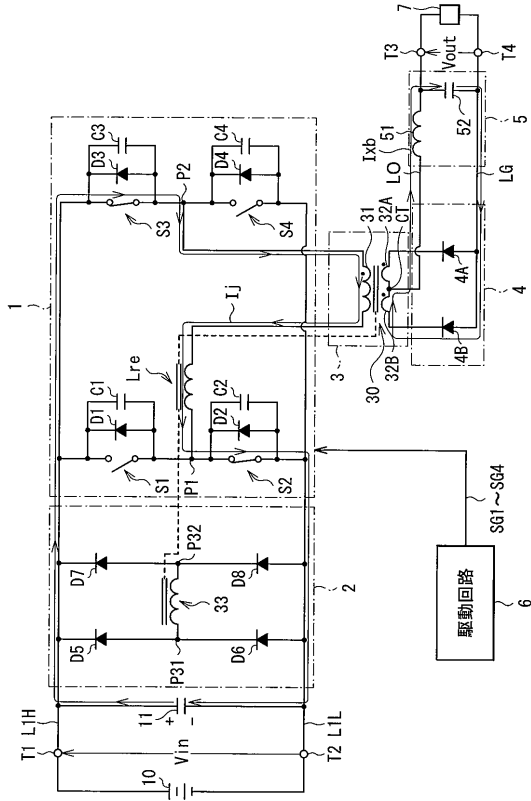 1
T1
L1H
10
Vin
11
+
−
T2
L1L
D5
D7
D6
D8
P31
P32
33
2
D1
C1
S1
P1
D2
C2
S2
Lre
Ij
D3
C3
S3
P2
D4
C4
S4
3
30
31
32A
32B
CT
4A
4B
4
Ixb
51
LO
LG
52
5
T3
Vout
T4
7
SG1～SG4
駆動回路
6